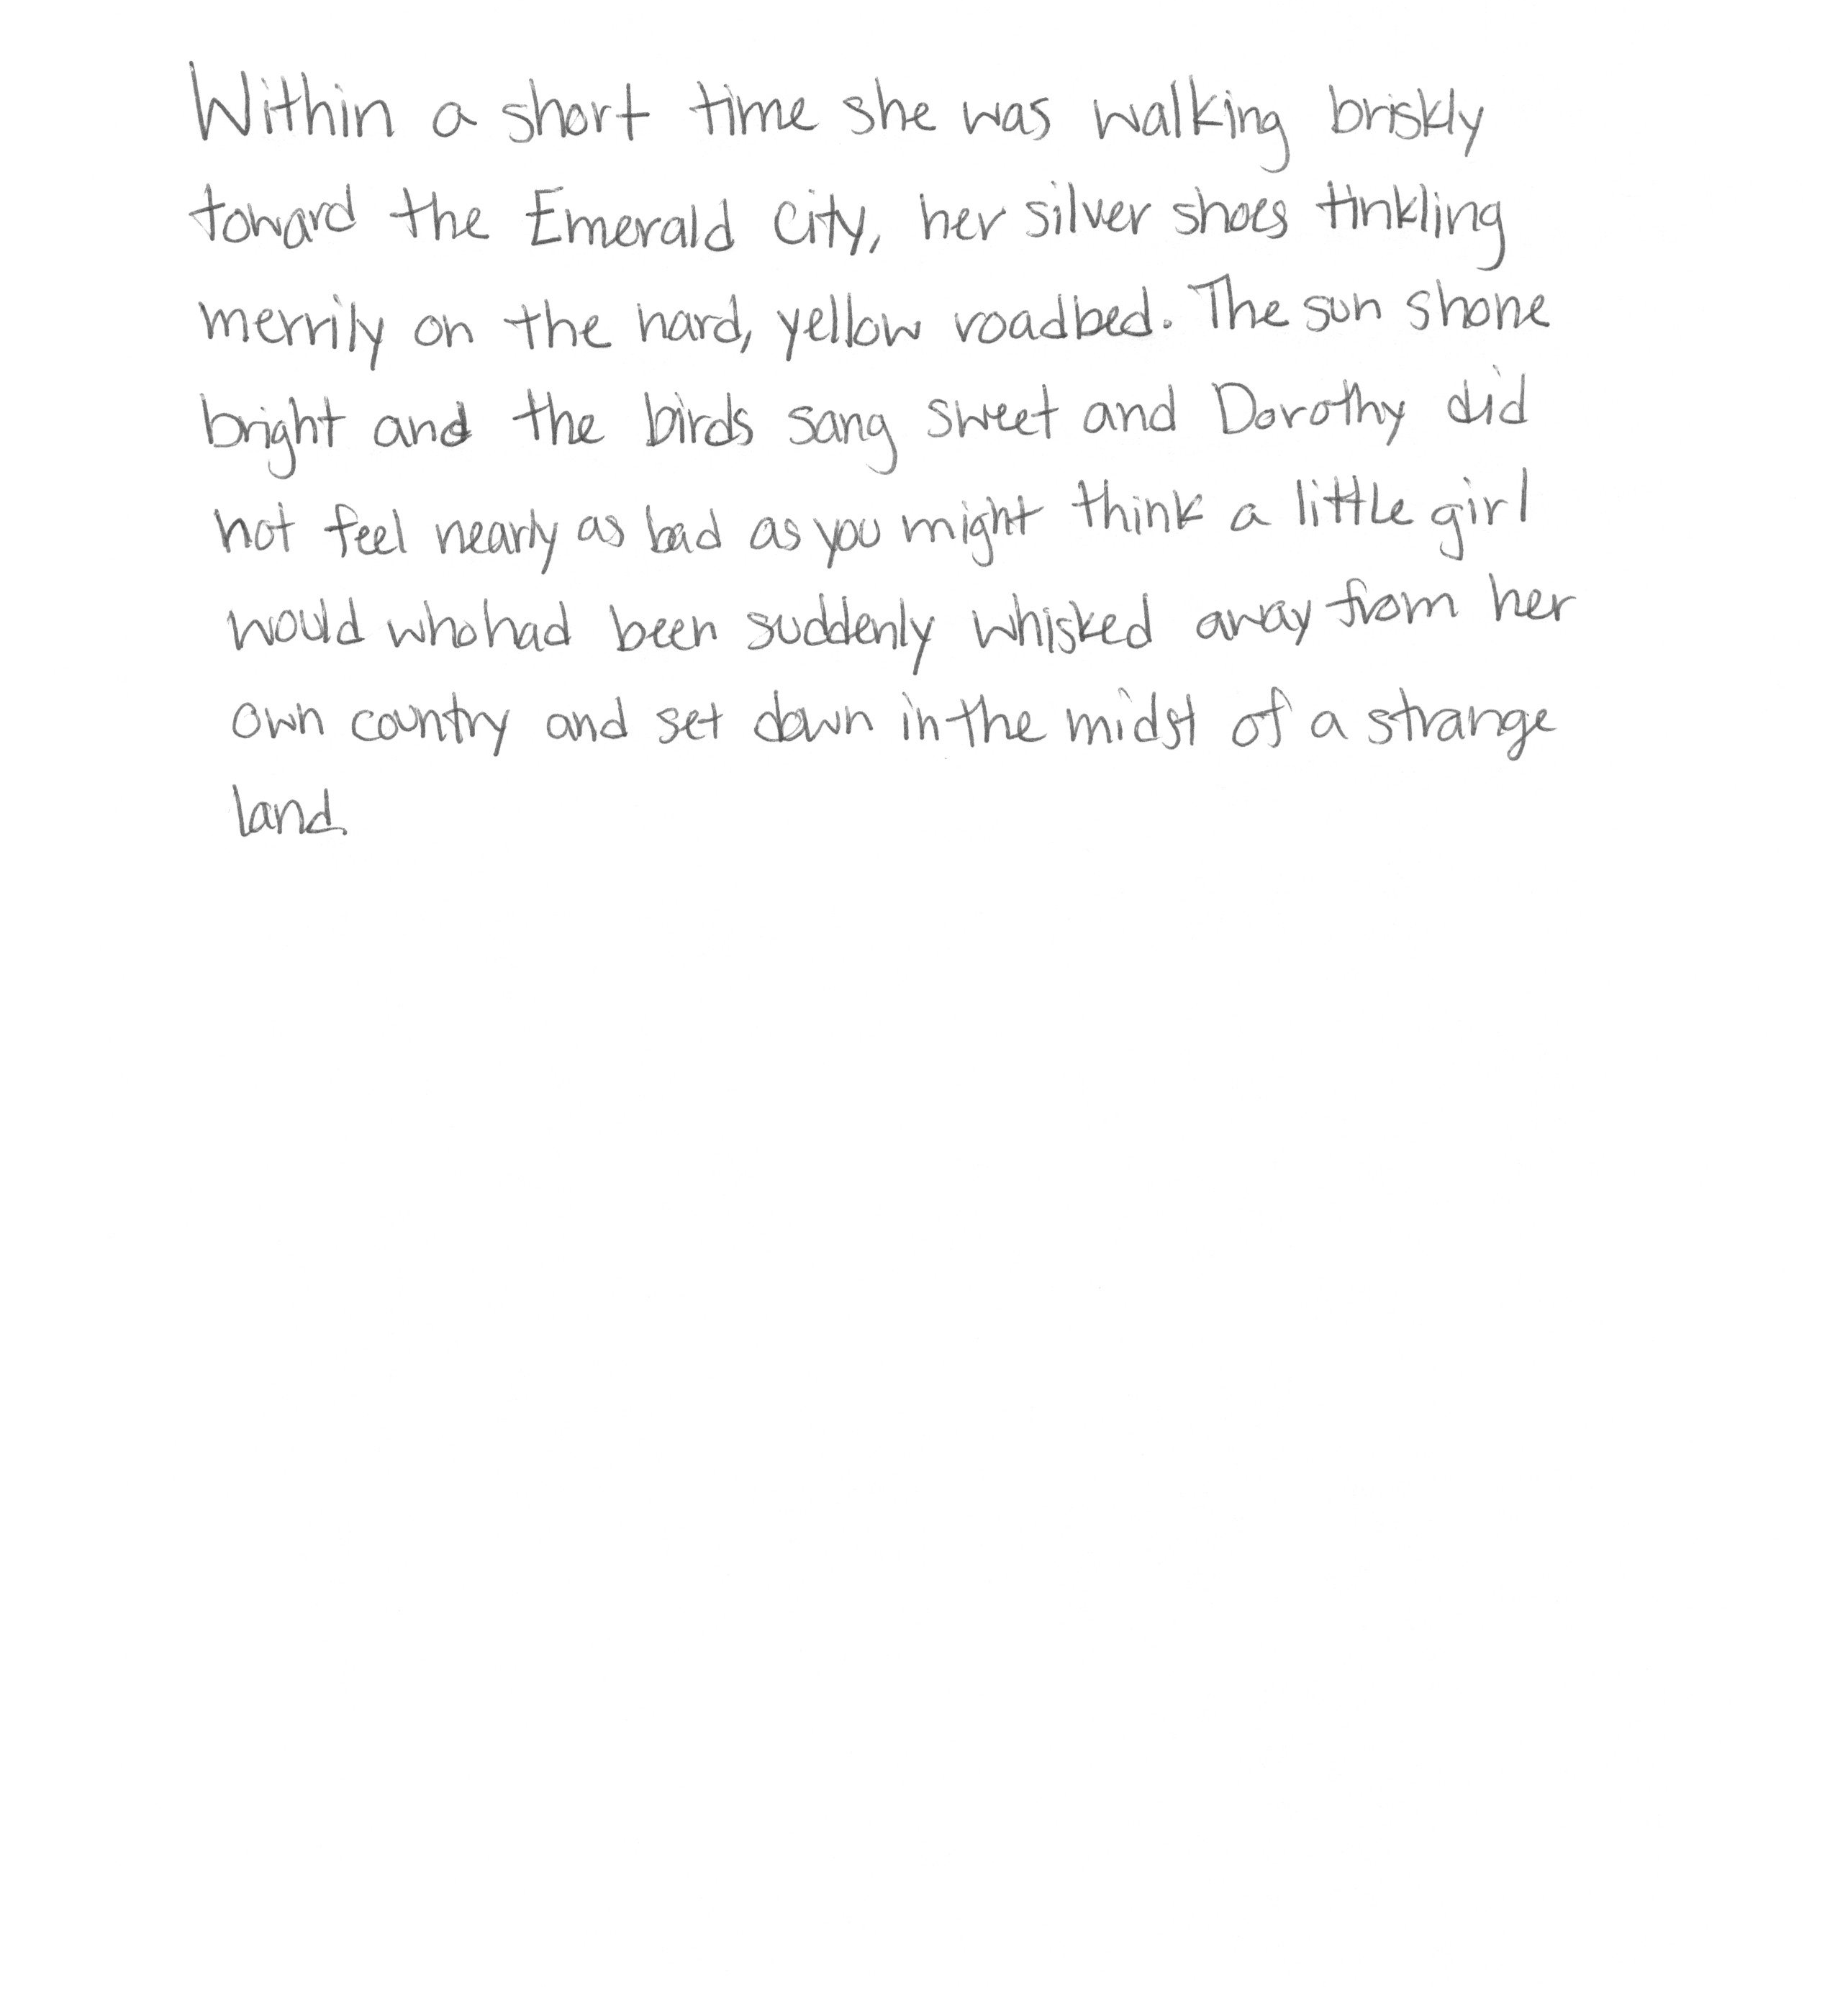 Within a short time she was walking briskly
toward the Emerald City, her silver shoes tinkling
merrily on the hard, yellow roadbed. The sun shone
bright and the birds sang sweet and Dorothy did
not feel nearly as bad as you might think a little girl
would who had been suddenly whisked away from her
own country and set down in the midst of a strange
land.